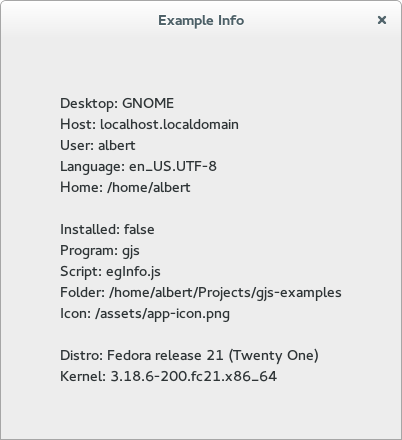 Example Info
Desktop: GNOME
Host: localhost.localdomain
User: albert
Language: en_US.UTF-8
Home: /home/albert
Installed: false
Program: gjs
Script: egInfo.js
Folder: /home/albert/Projects/gjs-examples
Icon: /assets/app-icon.png
Distro: Fedora release 21 (Twenty One)
Kernel: 3.18.6-200.fc21.x86_64